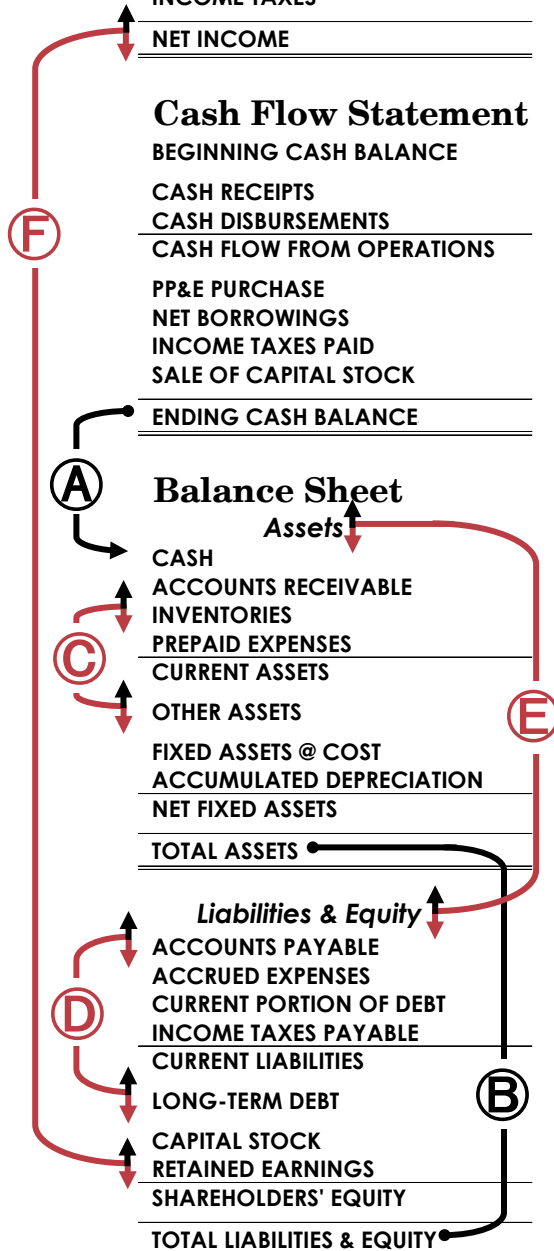 INCOME TAXES
NET INCOME
Cash Flow Statement
BEGINNING CASH BALANCE
CASH RECEIPTS
CASH DISBURSEMENTS
CASH FLOW FROM OPERATIONS
F
PP&E PURCHASE
NET BORROWINGS
INCOME TAXES PAID
SALE OF CAPITAL STOCK
ENDING CASH BALANCE
A
Balance Sheet
Assets
CASH
ACCOUNTS RECEIVABLE
INVENTORIES
PREPAID EXPENSES
C
CURRENT ASSETS
OTHER ASSETS
E
FIXED ASSETS @ COST
ACCUMULATED DEPRECIATION
NET FIXED ASSETS
TOTAL ASSETS
Liabilities & Equity
ACCOUNTS PAYABLE
ACCRUED EXPENSES
CURRENT PORTION OF DEBT
D
INCOME TAXES PAYABLE
CURRENT LIABILITIES
LONG-TERM DEBT
B
CAPITAL STOCK
RETAINED EARNINGS
SHAREHOLDERS' EQUITY
TOTAL LIABILITIES & EQUITY